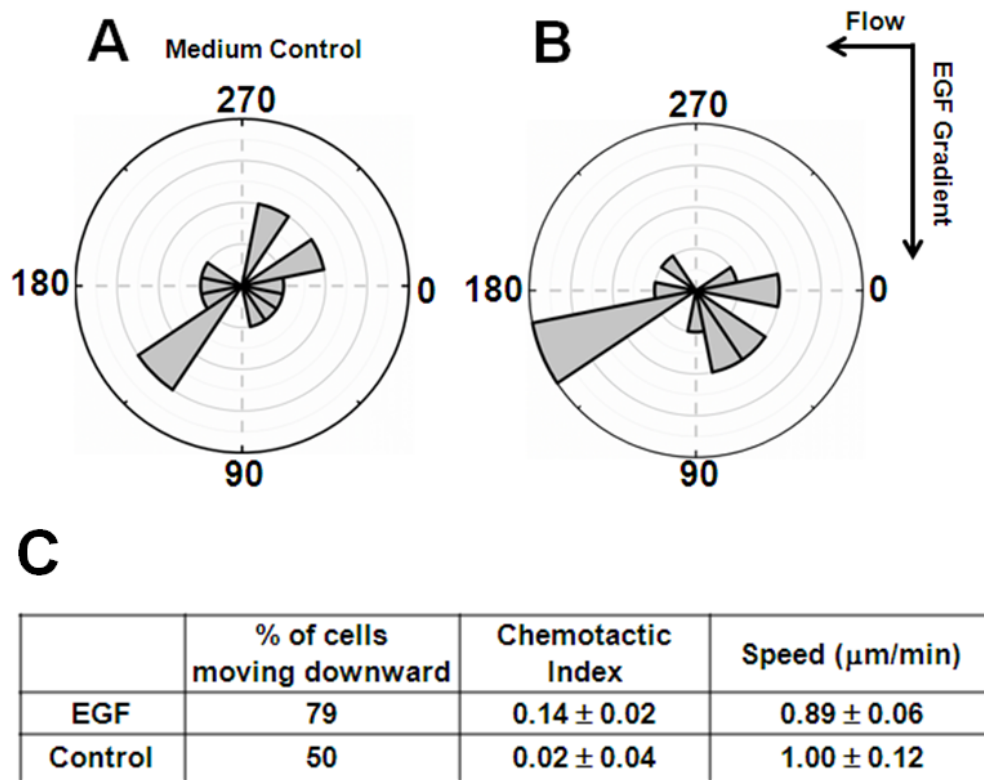 A
Medium Control
270
180
0
90
B
Flow
EGF Gradient
270
180
0
90
C
% of cells moving downward
Chemotactic Index
Speed (μm/min)
EGF
79
0.14 ± 0.02
0.89 ± 0.06
Control
50
0.02 ± 0.04
1.00 ± 0.12